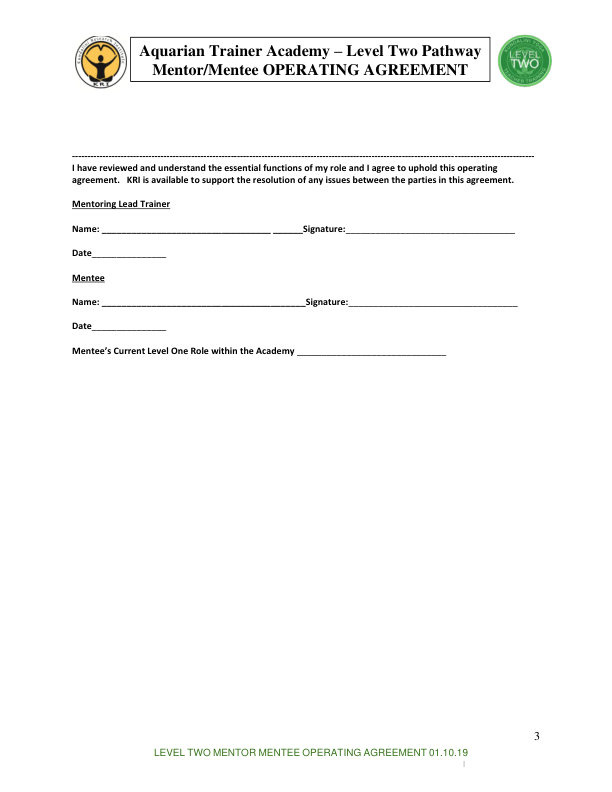 Aquarian Trainer Academy – Level Two Pathway
Mentor/Mentee OPERATING AGREEMENT
KRI
LEVEL
TWO
I have reviewed and understand the essential functions of my role and I agree to uphold this operating
agreement. KRI is available to support the resolution of any issues between the parties in this agreement.
Mentoring Lead Trainer
Name: ___________________________________ ______Signature:___________________________________
Date_______________
Mentee
Name: __________________________________________Signature:___________________________________
Date_______________
Mentee’s Current Level One Role within the Academy ______________________________
3
LEVEL TWO MENTOR MENTEE OPERATING AGREEMENT 01.10.19